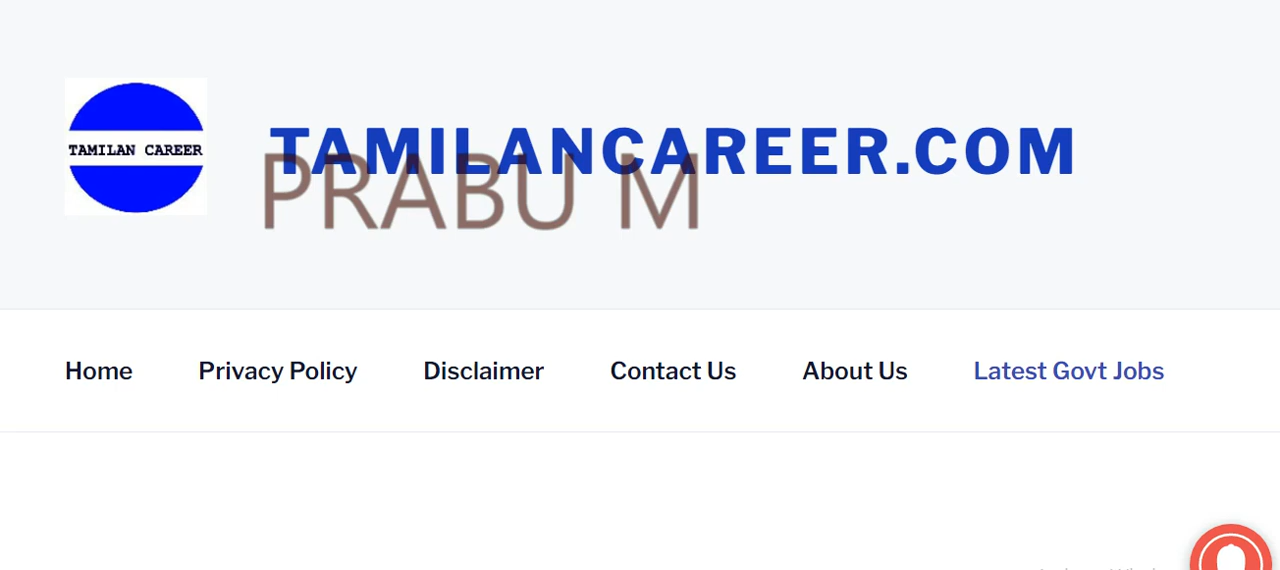 TAMILAN CAREER
TAMILANCAREER.COM
PRABU M
Home Privacy Policy Disclaimer Contact Us About Us Latest Govt Jobs